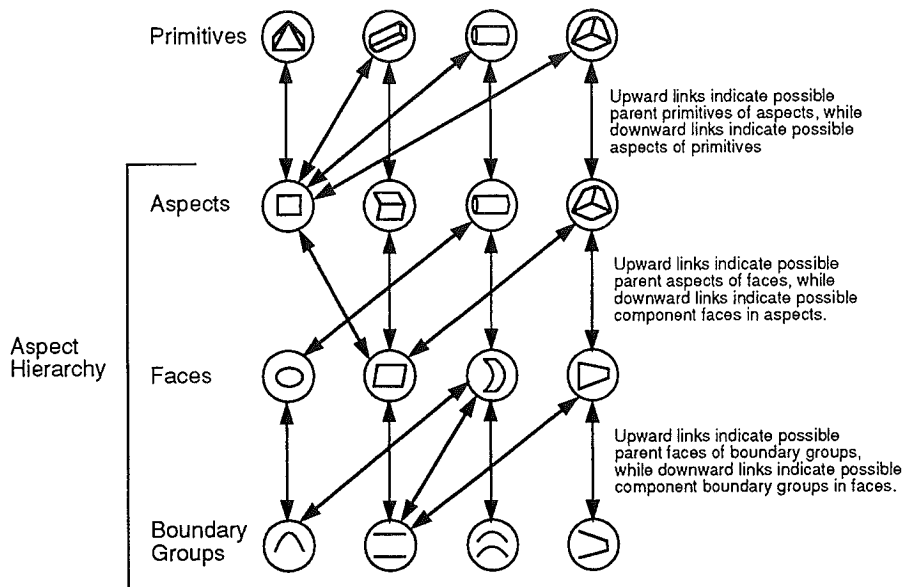 Primitives
Upward links indicate possible
parent primitives of aspects, while
downward links indicate possible
aspects of primitives
Aspects
Upward links indicate possible
parent aspects of faces, while
downward links indicate possible
component faces in aspects.
Aspect
Hierarchy
Faces
Upward links indicate possible
parent faces of boundary groups,
while downward links indicate possible
component boundary groups in faces.
Boundary
Groups